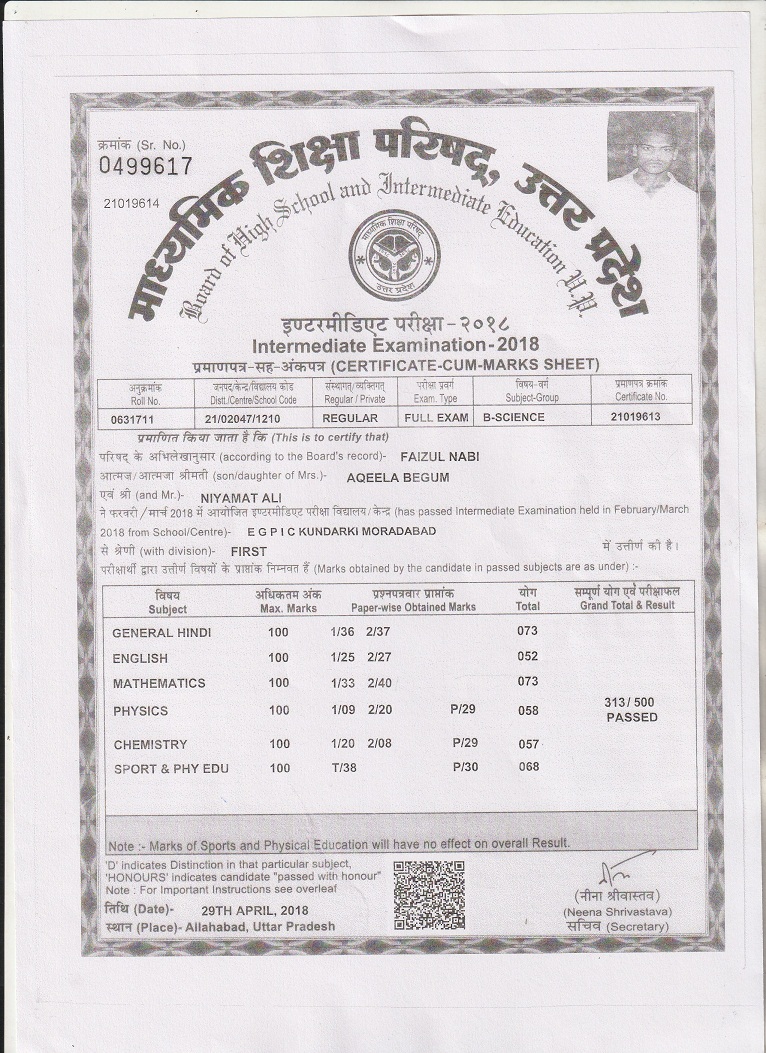 क्रमांक (Sr. No.)
0499617
21019614
माध्यमिक शिक्षा परिषद्, उत्तर प्रदेश
Board of High School and Intermediate Education U.P.
माध्यमिक शिक्षा परिषद्
उत्तर प्रदेश
इण्टरमीडिएट परीक्षा-२०१८
Intermediate Examination-2018
प्रमाणपत्र-सह-अंकपत्र (CERTIFICATE-CUM-MARKS SHEET)
अनुक्रमांक जनपद/केन्द्र/विद्यालय कोड संस्थागत/व्यक्तिगत परीक्षा प्रवर्ग विषय-वर्ग प्रमाणपत्र क्रमांक
Roll No. Distt./Centre/School Code Regular / Private Exam. Type Subject-Group Certificate No.
0631711 21/02047/1210 REGULAR FULL EXAM B-SCIENCE 21019613
प्रमाणित किया जाता है कि (This is to certify that)
परिषद् के अभिलेखानुसार (according to the Board's record)- FAIZUL NABI
आत्मज/आत्मजा श्रीमती (son/daughter of Mrs.)- AQEELA BEGUM
एवं श्री (and Mr.)- NIYAMAT ALI
ने फरवरी/मार्च 2018 में आयोजित इण्टरमीडिएट परीक्षा विद्यालय/केन्द्र (has passed Intermediate Examination held in February/March
2018 from School/Centre)- E G P I C KUNDARKI MORADABAD
से श्रेणी (with division)- FIRST में उत्तीर्ण की है।
परीक्षार्थी द्वारा उत्तीर्ण विषयों के प्राप्तांक निम्नवत हैं (Marks obtained by the candidate in passed subjects are as under) :-
विषय अधिकतम अंक प्रश्नपत्रवार प्राप्तांक योग सम्पूर्ण योग एवं परीक्षाफल
Subject Max. Marks Paper-wise Obtained Marks Total Grand Total & Result
GENERAL HINDI 100 1/36 2/37 073
ENGLISH 100 1/25 2/27 052
MATHEMATICS 100 1/33 2/40 073
PHYSICS 100 1/09 2/20 P/29 058 313/ 500
PASSED
CHEMISTRY 100 1/20 2/08 P/29 057
SPORT & PHY EDU 100 T/38 P/30 068
Note :- Marks of Sports and Physical Education will have no effect on overall Result.
'D' indicates Distinction in that particular subject,
'HONOURS' indicates candidate "passed with honour"
Note : For Important Instructions see overleaf
तिथि (Date)- 29TH APRIL, 2018
स्थान (Place)- Allahabad, Uttar Pradesh
(नीना श्रीवास्तव)
(Neena Shrivastava)
सचिव (Secretary)